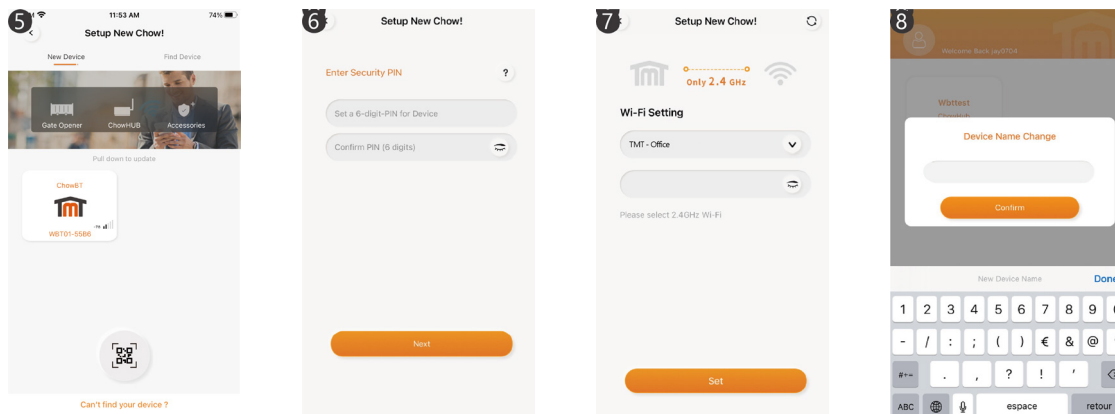 5
11:53 AM
74%
Setup New Chow!
New Device
Find Device
Gate Opener
ChowHUB
Accessories
Pull down to update
ChowBT
WBT01-55BB
Can't find your device ?
6
Setup New Chow!
Enter Security PIN
?
Set a 6-digit-PIN for Device
Confirm PIN (6 digits)
Next
7
Setup New Chow!
Only 2.4 GHz
Wi-Fi Setting
TMT - Office
Please select 2.4GHz Wi-Fi
Set
8
Welcome Back jay0704
Wbttest
ChowHub
Device Name Change
Confirm
New Device Name
Done
1 2 3 4 5 6 7 8 9
- / : ; ( ) € & @
#+= . , ? ! '
ABC espace retour